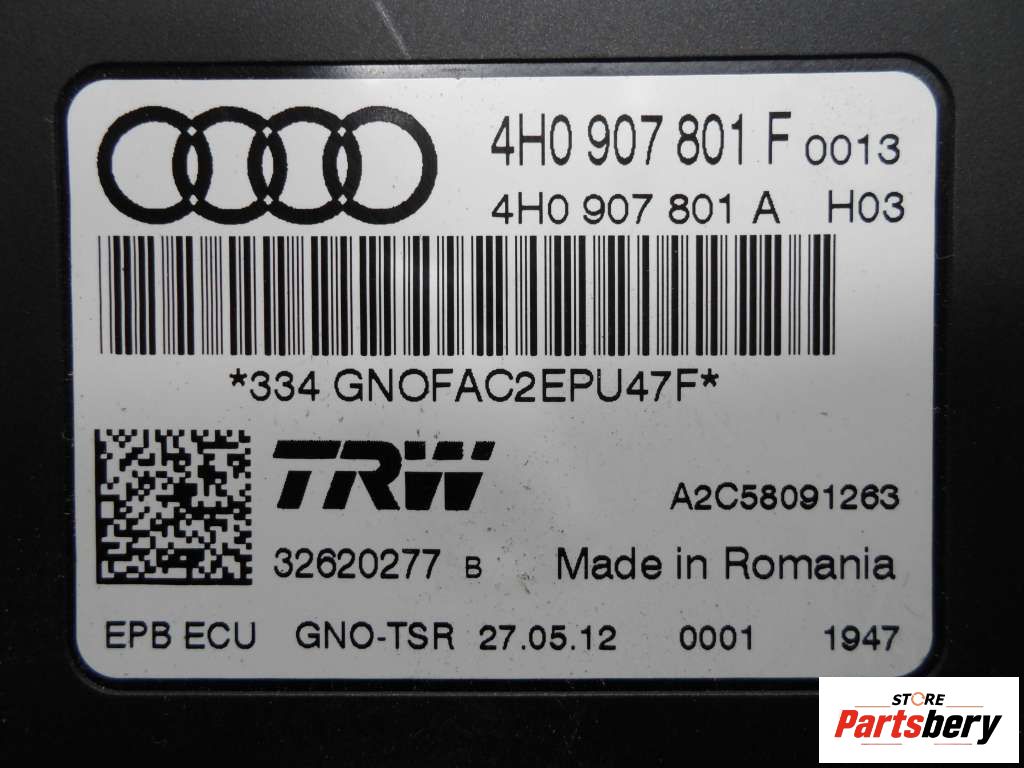 4H0 907 801 F 0013
4H0 907 801 A H03
*334 GNOFAC2EPU47F*
TRW
A2C58091263
32620277 B Made in Romania
EPB ECU GNO-TSR 27.05.12 0001 1947
STORE
Partsbery